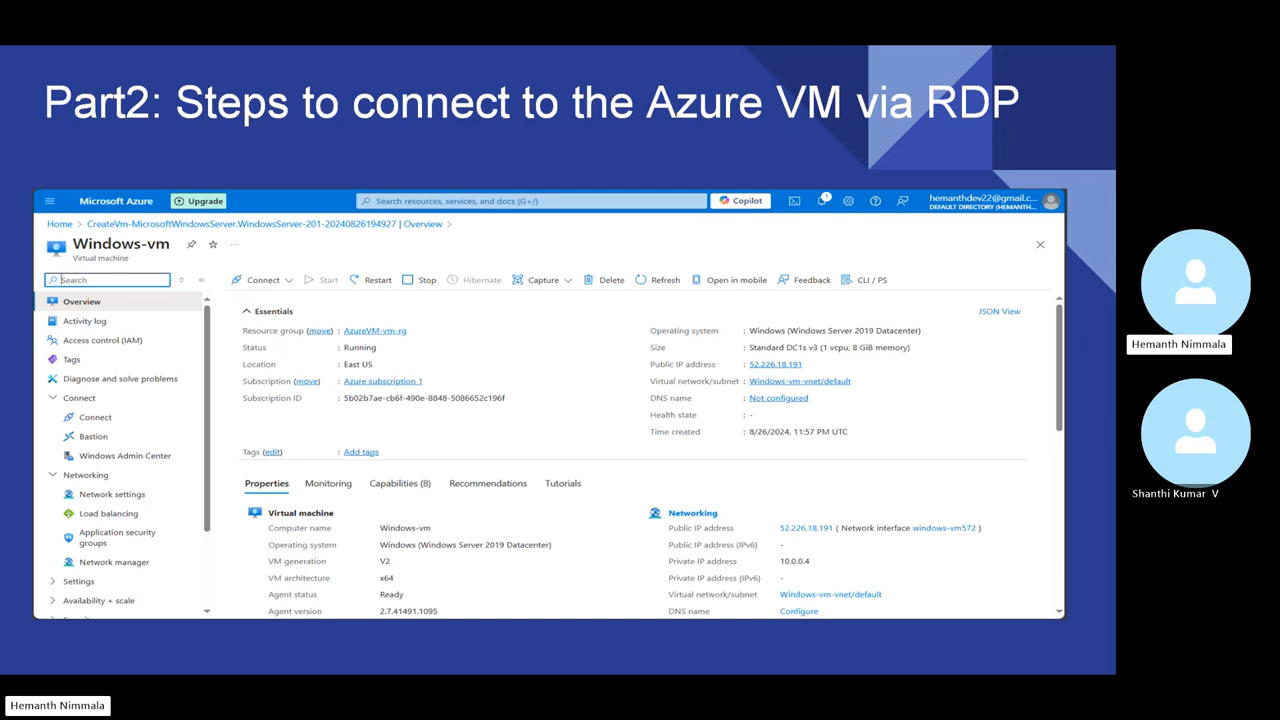 Part2: Steps to connect to the Azure VM via RDP
Microsoft Azure
Upgrade
Search resources, services, and docs (G+/)
Copilot
1
hemanthdev22@gmail.c...
DEFAULT DIRECTORY (HEMANTH...
Home > CreateVm-MicrosoftWindowsServer.WindowsServer-201-20240826194927 | Overview >
Windows-vm
Virtual machine
Search
Connect Start Restart Stop Hibernate Capture Delete Refresh Open in mobile Feedback CLI / PS
Overview
Activity log
Access control (IAM)
Tags
Diagnose and solve problems
Connect
Connect
Bastion
Windows Admin Center
Networking
Network settings
Load balancing
Application security
groups
Network manager
Settings
Availability + scale
Essentials
JSON View
Resource group (move) : AzureVM-vm-rg
Status : Running
Location : East US
Subscription (move) : Azure subscription 1
Subscription ID : 5b02b7ae-cb6f-490e-8848-5086652c196f
Operating system : Windows (Windows Server 2019 Datacenter)
Size : Standard DC1s v3 (1 vcpu, 8 GiB memory)
Public IP address : 52.226.18.191
Virtual network/subnet : Windows-vm-vnet/default
DNS name : Not configured
Health state : -
Time created : 8/26/2024, 11:57 PM UTC
Tags (edit) : Add tags
Properties Monitoring Capabilities (8) Recommendations Tutorials
Virtual machine
Computer name Windows-vm
Operating system Windows (Windows Server 2019 Datacenter)
VM generation V2
VM architecture x64
Agent status Ready
Agent version 2.7.41491.1095
Networking
Public IP address 52.226.18.191 ( Network interface windows-vm572 )
Public IP address (IPv6) -
Private IP address 10.0.0.4
Private IP address (IPv6) -
Virtual network/subnet Windows-vm-vnet/default
DNS name Configure
Hemanth Nimmala
Shanthi Kumar V
Hemanth Nimmala